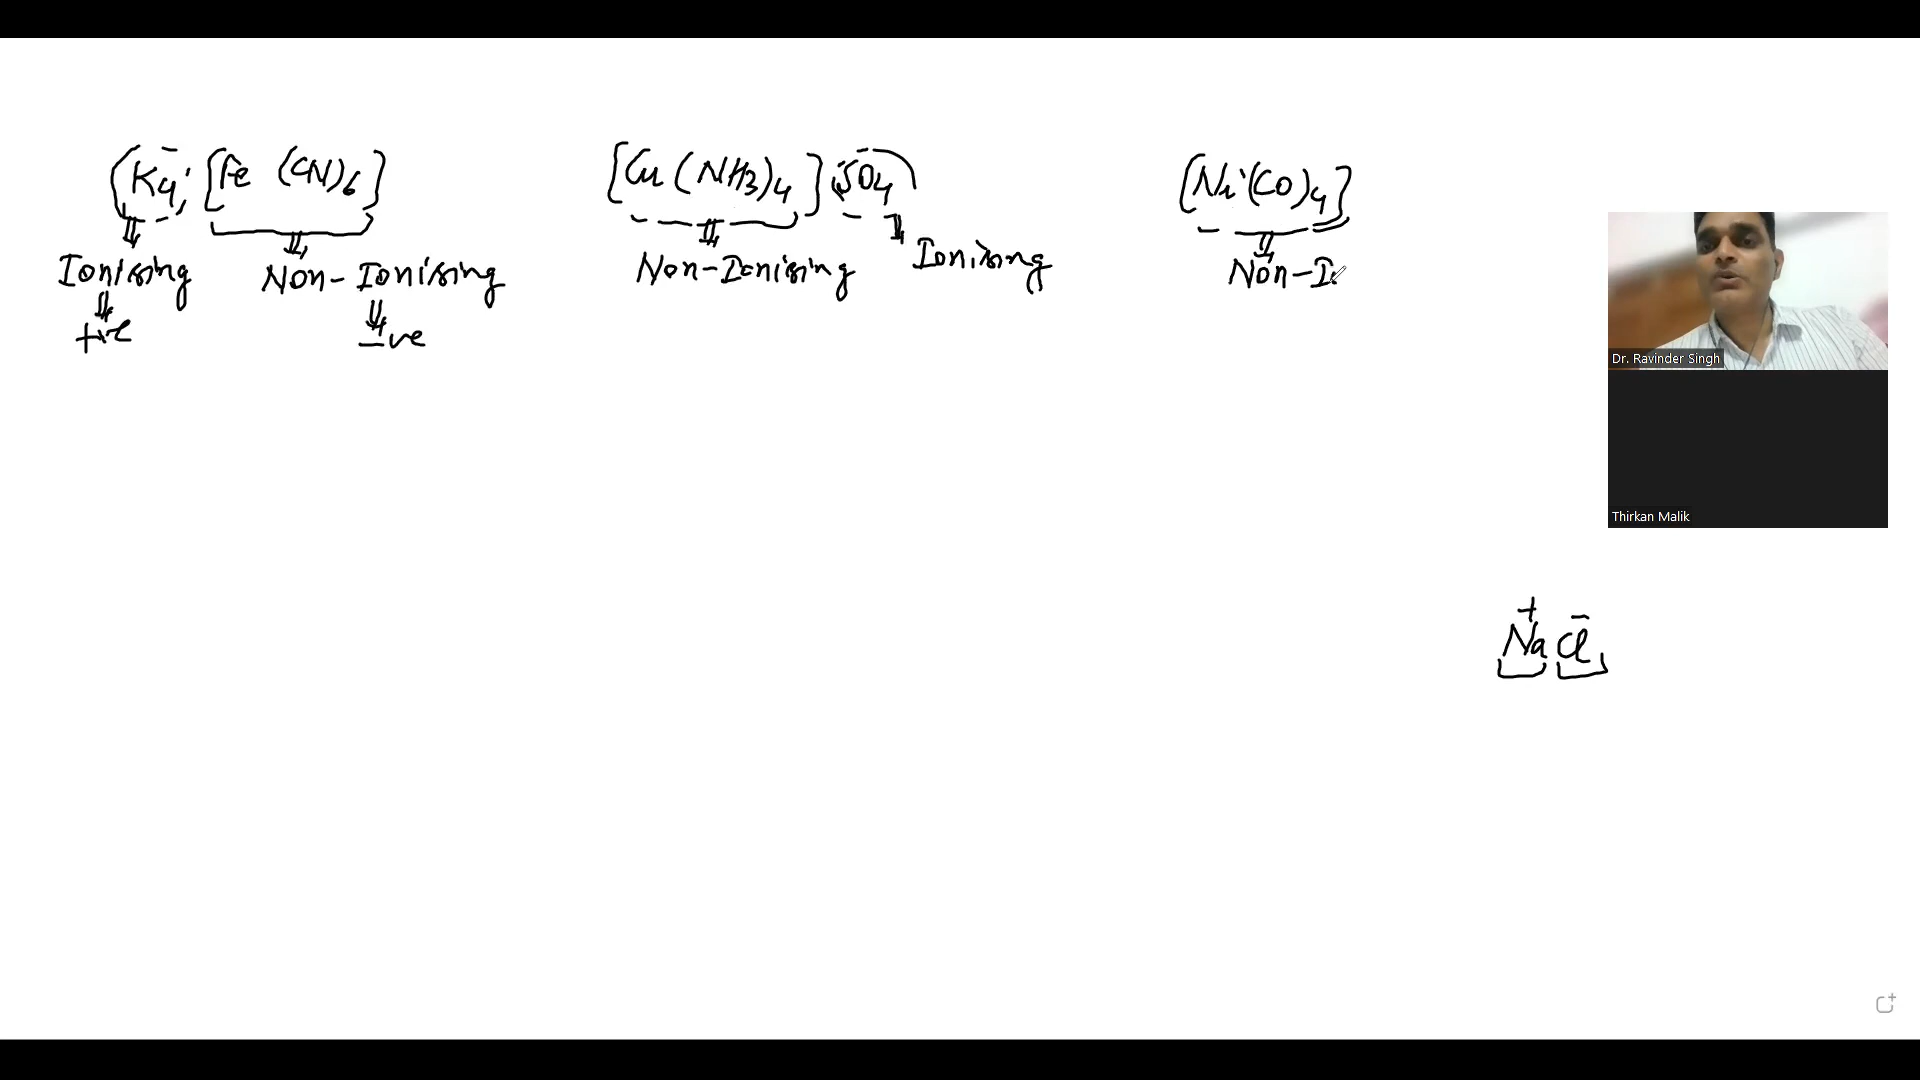 K4 [Fe (CN)6] [Cu (NH3)4] SO4 [Ni (CO)4]
Ionising Non-Ionising Non-Ionising Ionising Non-I
+ve -ve
Dr. Ravinder Singh
Thirkan Malik
+ -
Na Cl